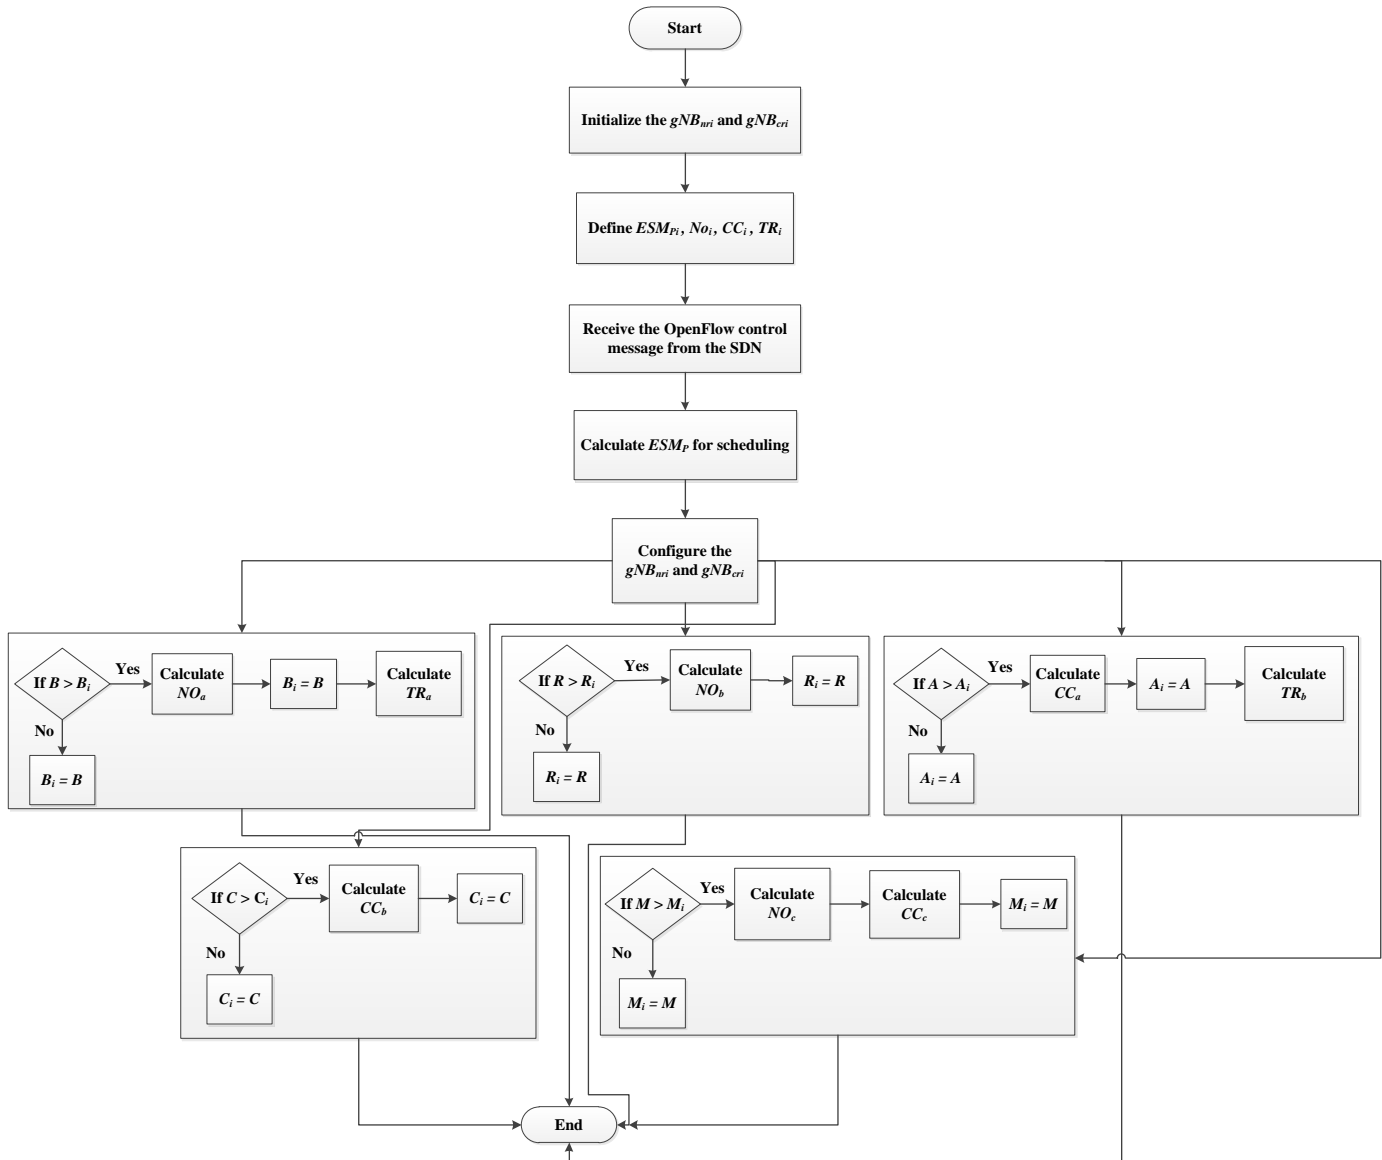 Start
Initialize the gNBnri and gNBcri
Define ESMPi , Noi , CCi , TRi
Receive the OpenFlow control
message from the SDN
Calculate ESMP for scheduling
Configure the
gNBnri and gNBcri
If B > Bi
Yes
Calculate
NOa
Bi = B
Calculate
TRa
No
Bi = B
If R > Ri
Yes
Calculate
NOb
Ri = R
No
Ri = R
If A > Ai
Yes
Calculate
CCa
Ai = A
Calculate
TRb
No
Ai = A
If C > Ci
Yes
Calculate
CCb
Ci = C
No
Ci = C
If M > Mi
Yes
Calculate
NOc
Calculate
CCc
Mi = M
No
Mi = M
End